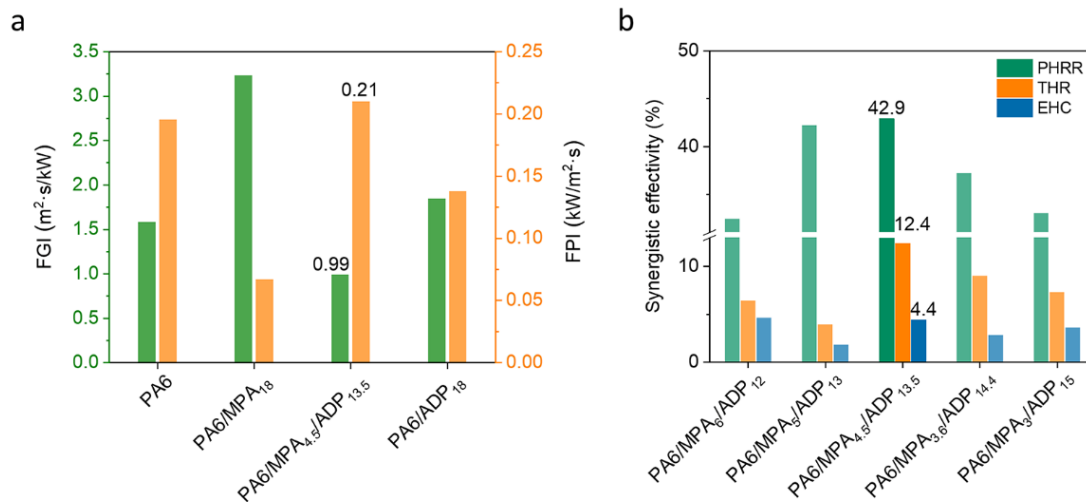 a
3.5
3.0
2.5
2.0
1.5
1.0
0.5
0.0
FGI (m²·s/kW)
0.99
0.21
0.25
0.20
0.15
0.10
0.05
0.00
FPI (kW/m²·s)
PA6
PA6/MPA₁₈
PA6/MPA₄.₅/ADP₁₃.₅
PA6/ADP₁₈
b
50
40
10
0
Synergistic effectivity (%)
PHRR
THR
EHC
42.9
12.4
4.4
PA6/MPA₆/ADP₁₂
PA6/MPA₅/ADP₁₃
PA6/MPA₄.₅/ADP₁₃.₅
PA6/MPA₃.₆/ADP₁₄.₄
PA6/MPA₃/ADP₁₅